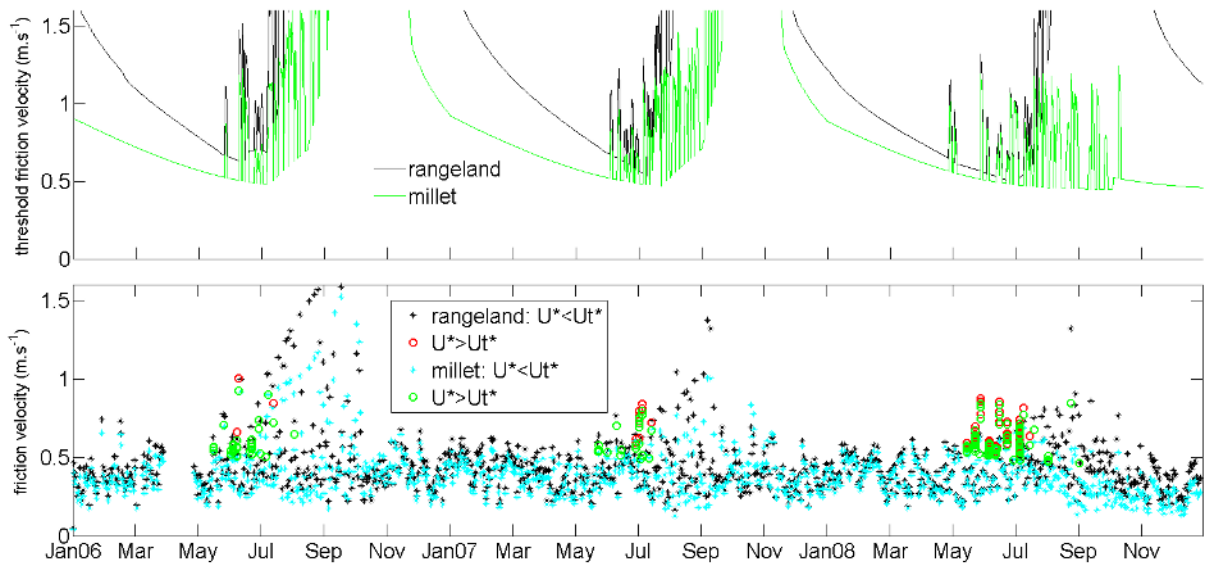 threshold friction velocity (m.s⁻¹)
1.5
1
0.5
0
rangeland
millet
friction velocity (m.s⁻¹)
1.5
1
0.5
0
rangeland: U*<Ut*
U*>Ut*
millet: U*<Ut*
U*>Ut*
Jan06 Mar May Jul Sep Nov Jan07 Mar May Jul Sep Nov Jan08 Mar May Jul Sep Nov